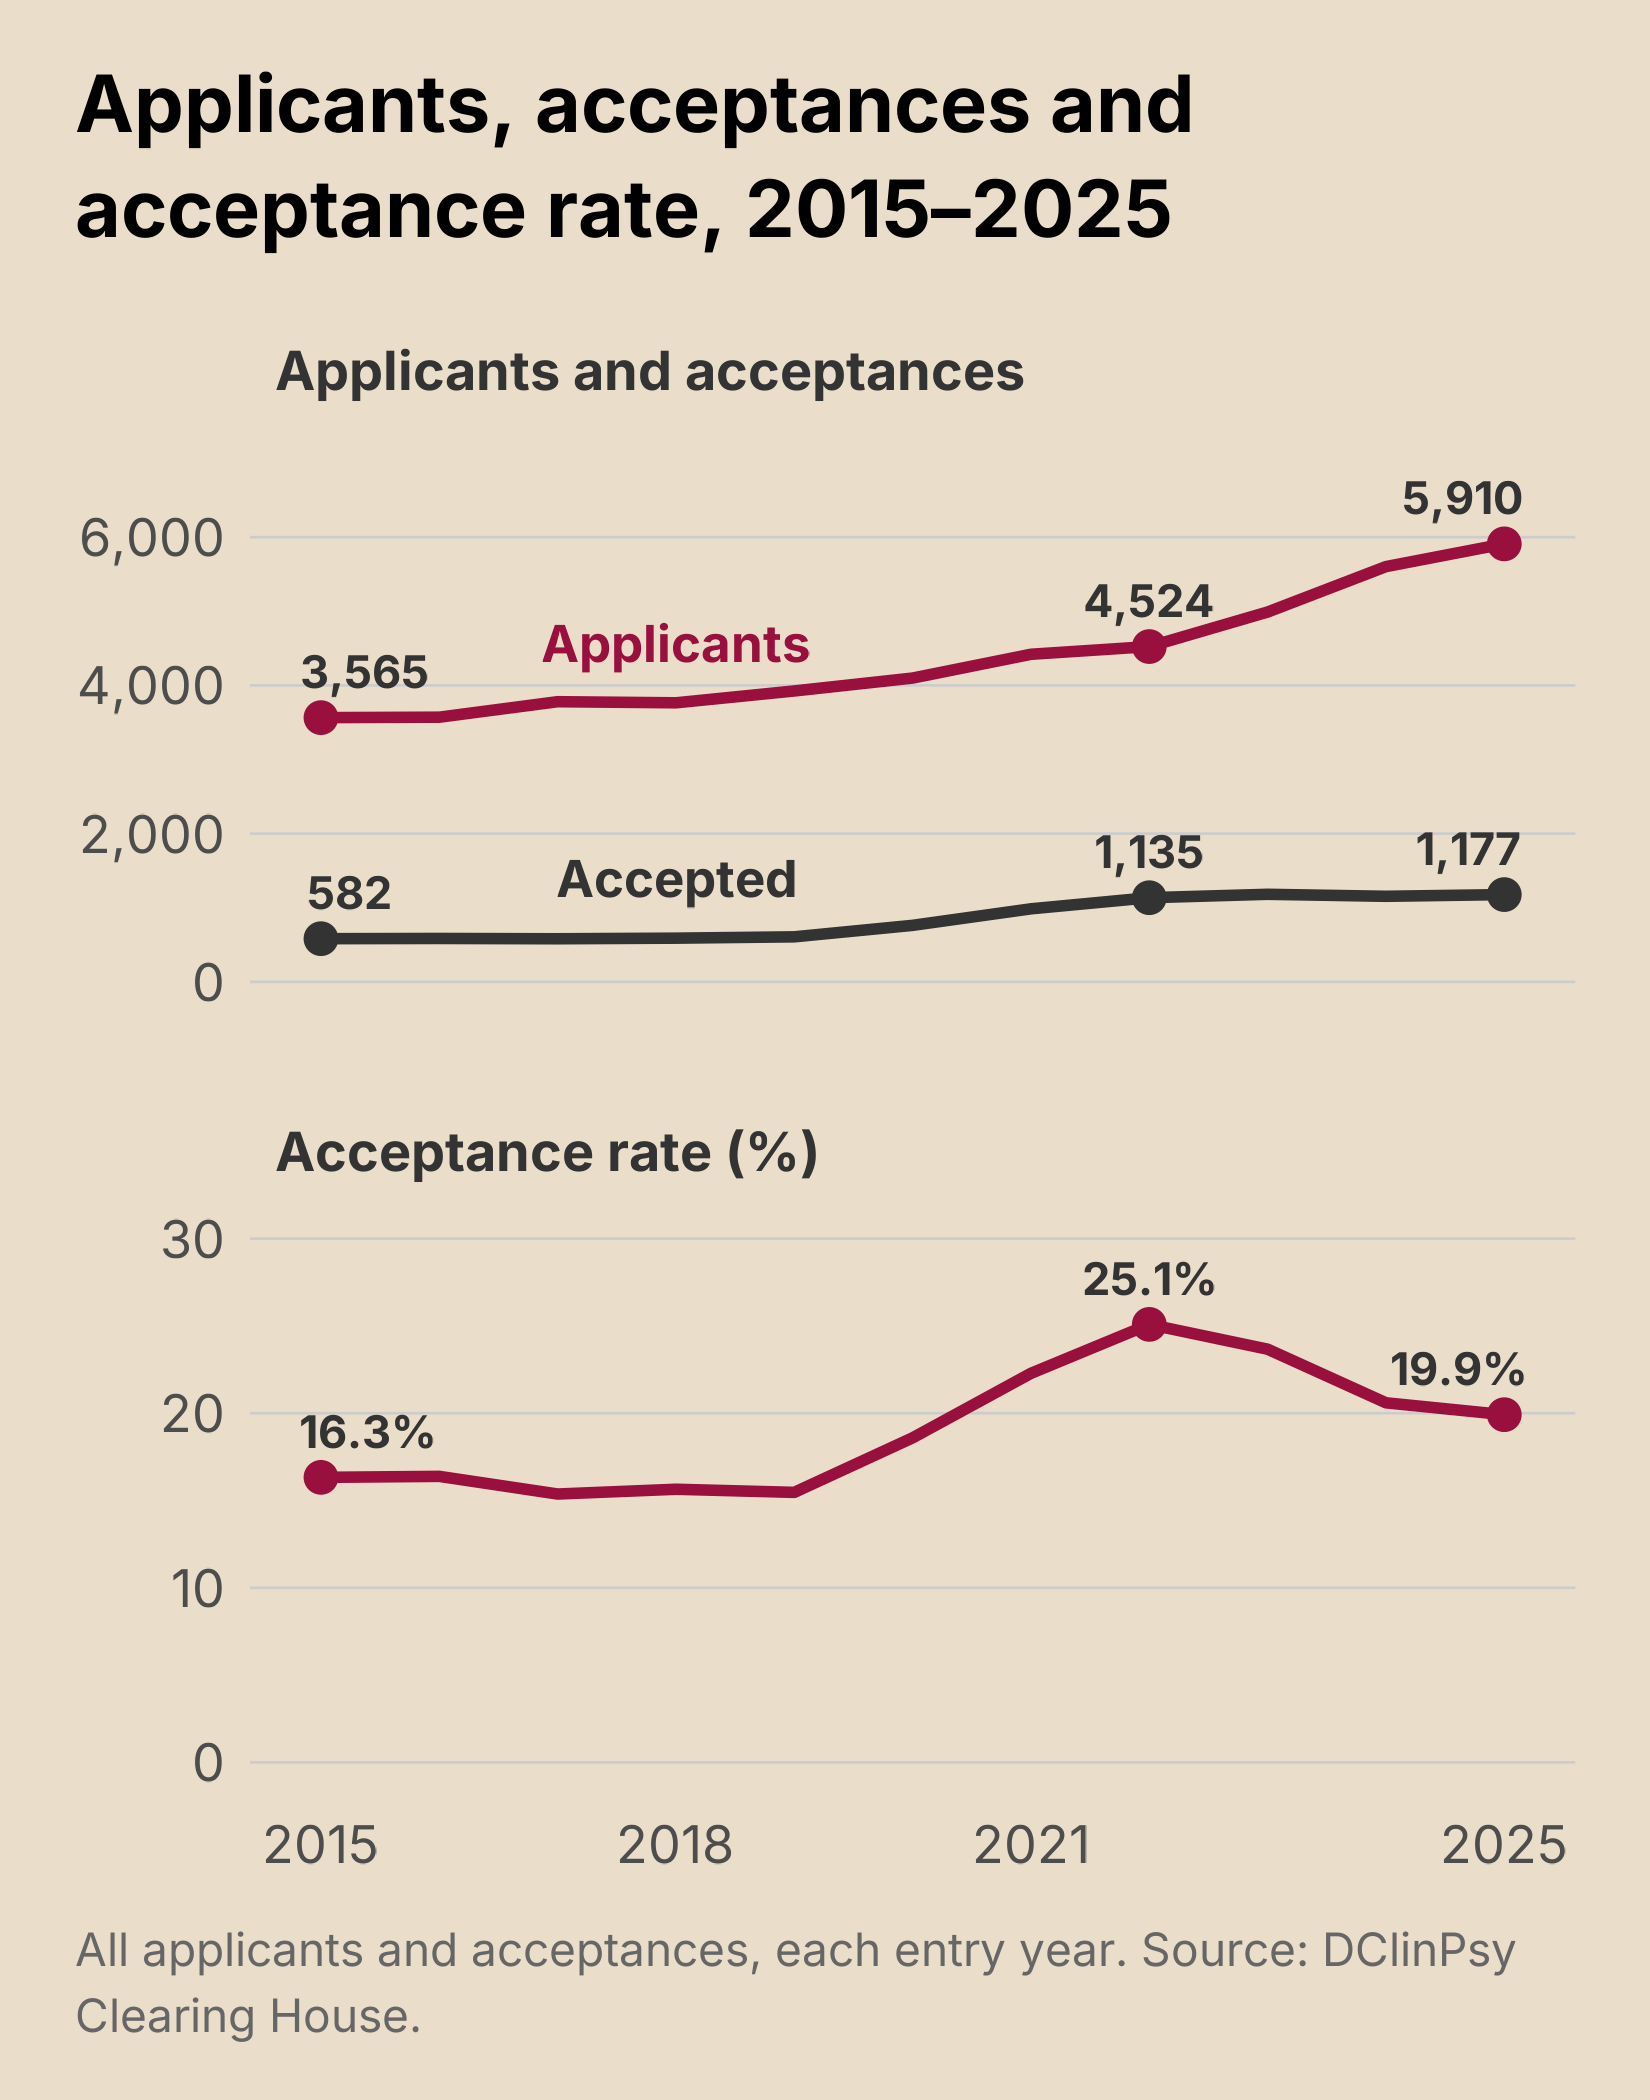 Applicants, acceptances and
acceptance rate, 2015–2025
Applicants and acceptances
5,910
6,000
4,524
Applicants
3,565
4,000
2,000
1,135
1,177
Accepted
582
0
Acceptance rate (%)
30
25.1%
19.9%
20
16.3%
10
0
2015 2018 2021 2025
All applicants and acceptances, each entry year. Source: DClinPsy
Clearing House.